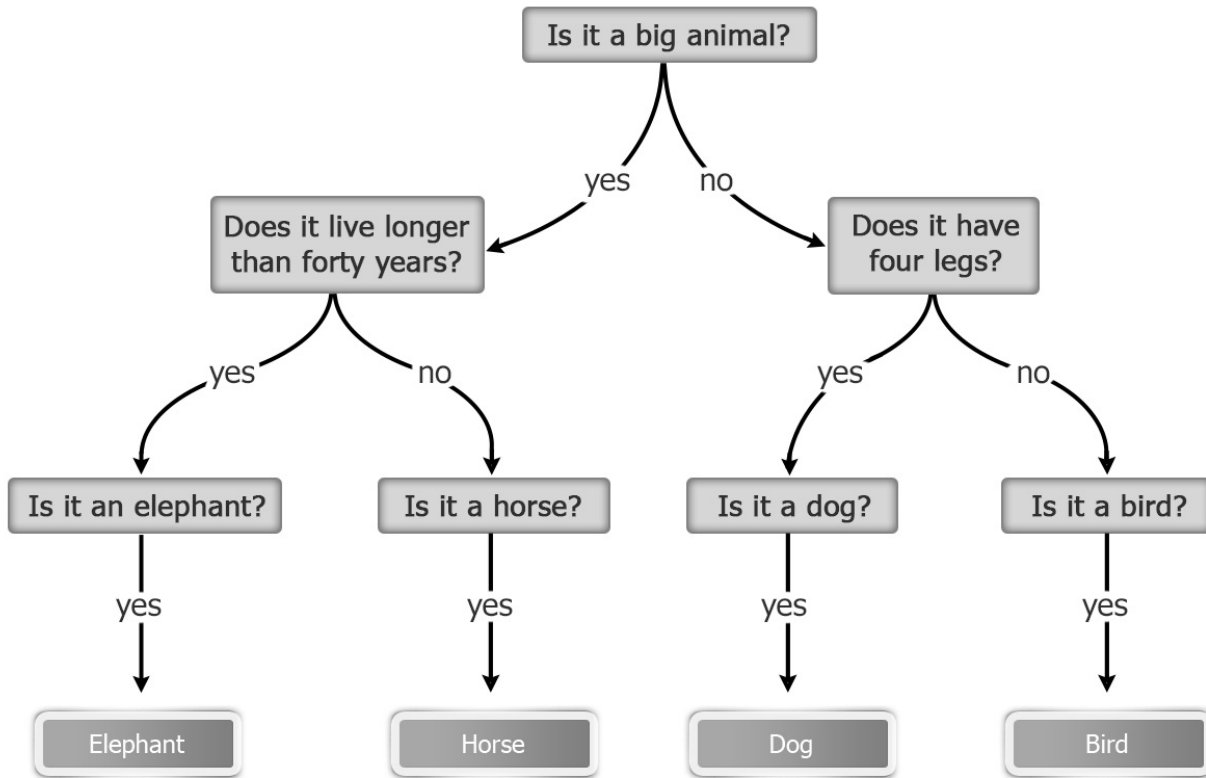 Is it a big animal?
yes
no
Does it live longer
than forty years?
Does it have
four legs?
yes
no
yes
no
Is it an elephant?
Is it a horse?
Is it a dog?
Is it a bird?
yes
yes
yes
yes
Elephant
Horse
Dog
Bird